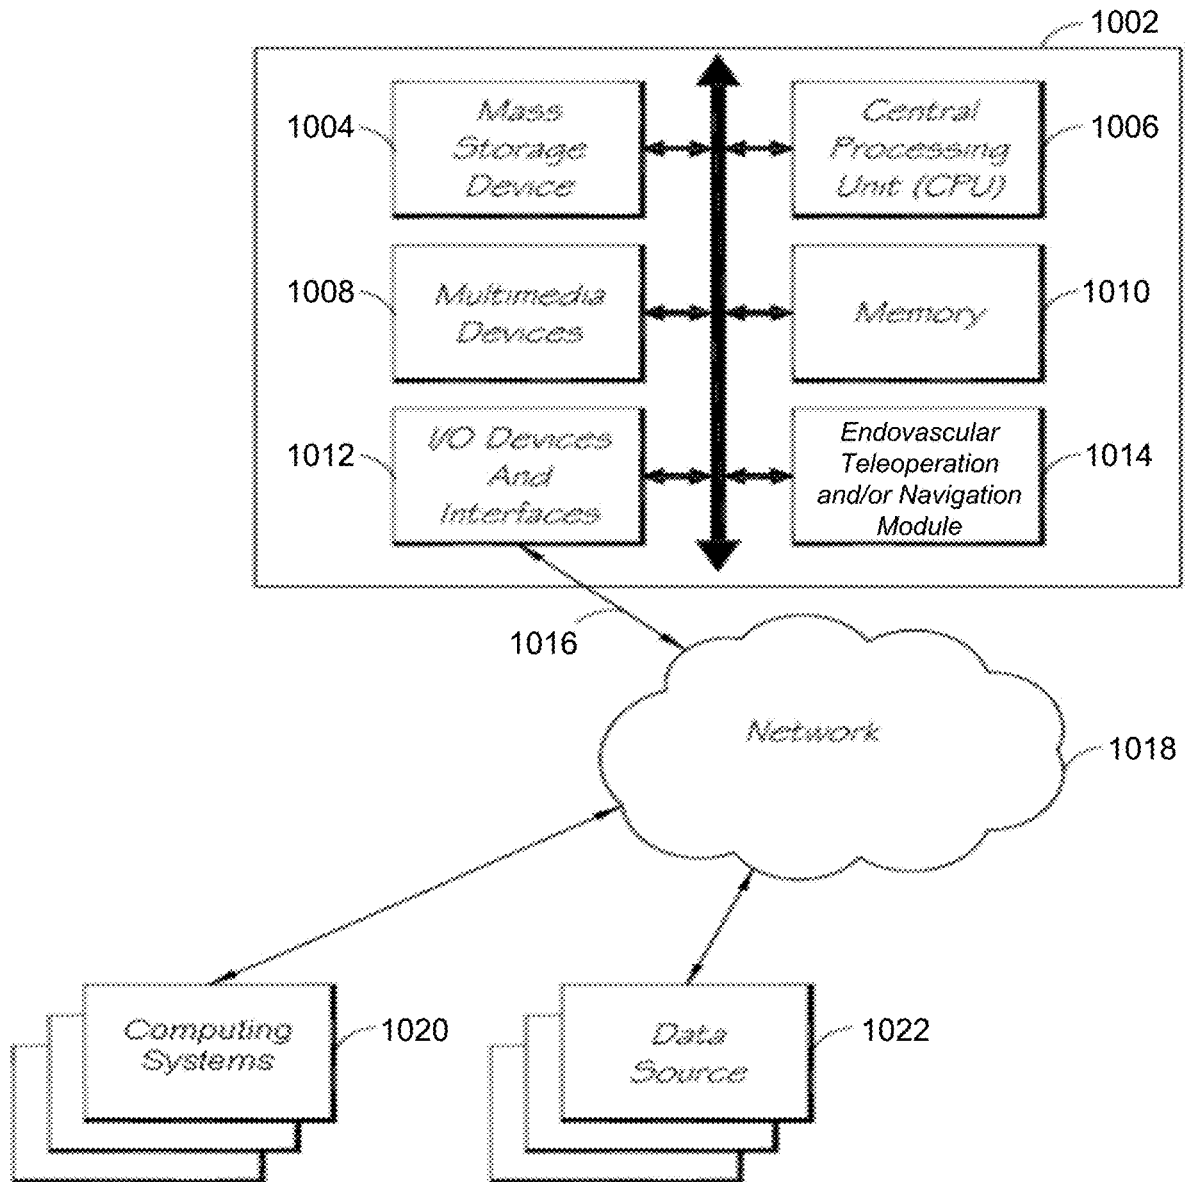 1002
1004
Mass
Storage
Device
Central
Processing
Unit (CPU)
1006
1008
Multimedia
Devices
Memory
1010
1012
I/O Devices
And
Interfaces
Endovascular
Teleoperation
and/or Navigation
Module
1014
1016
Network
1018
Computing
Systems
1020
Data
Source
1022